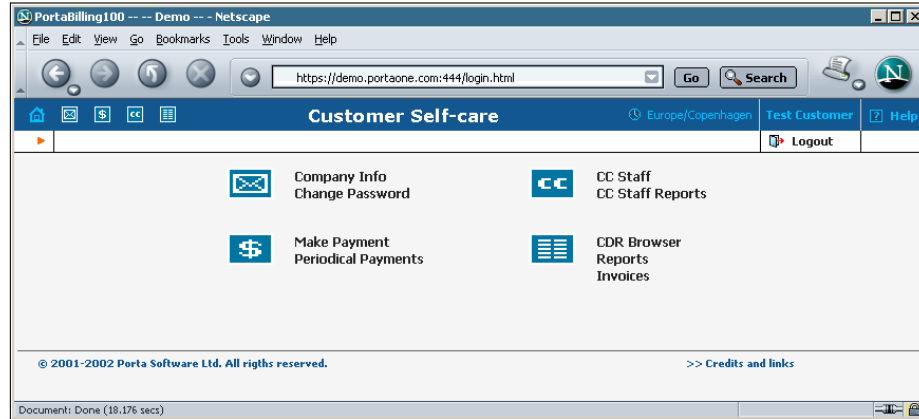 PortaBilling100 -- -- Demo -- - Netscape
File Edit View Go Bookmarks Tools Window Help
https://demo.portaone.com:444/login.html Go Search N
$ cc Customer Self-care Europe/Copenhagen Test Customer ? Help
Logout
Company Info
Change Password
cc CC Staff
CC Staff Reports
$ Make Payment
Periodical Payments
CDR Browser
Reports
Invoices
© 2001-2002 Porta Software Ltd. All rigths reserved. >> Credits and links
Document: Done (18.176 secs)